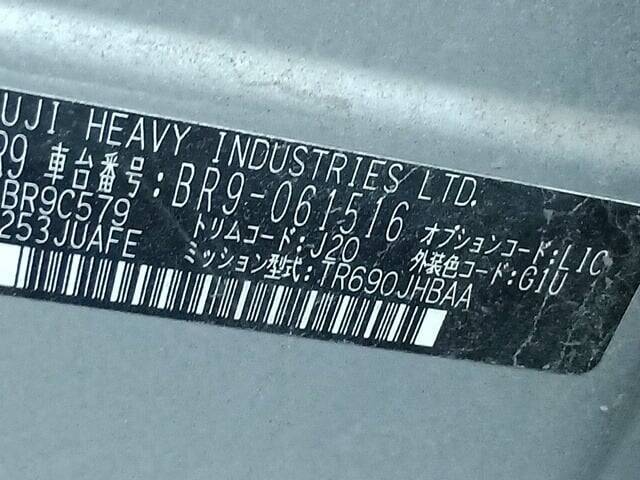 UJI HEAVY INDUSTRIES LTD.
R9 車台番号:BR9-061516
BR9C579 トリムコード:J20 オプションコード:LIC
253JUAFE ミッション型式:TR690JHBAA 外装色コード:G1U